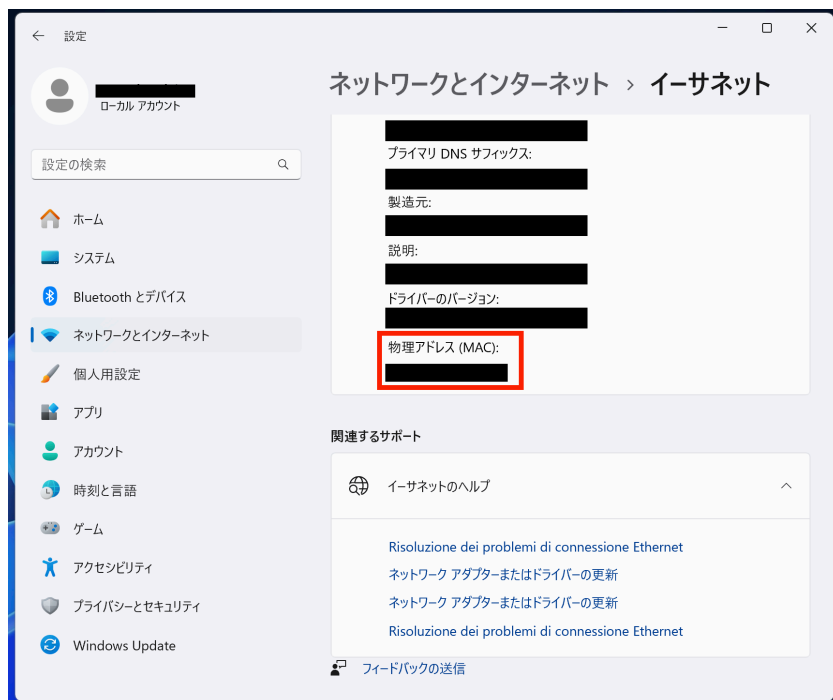 設定
ローカル アカウント
設定の検索
ホーム
システム
Bluetooth とデバイス
ネットワークとインターネット
個人用設定
アプリ
アカウント
時刻と言語
ゲーム
アクセシビリティ
プライバシーとセキュリティ
Windows Update
ネットワークとインターネット › イーサネット
プライマリ DNS サフィックス:
製造元:
説明:
ドライバーのバージョン:
物理アドレス (MAC):
関連するサポート
イーサネットのヘルプ
Risoluzione dei problemi di connessione Ethernet
ネットワーク アダプターまたはドライバーの更新
ネットワーク アダプターまたはドライバーの更新
Risoluzione dei problemi di connessione Ethernet
フィードバックの送信